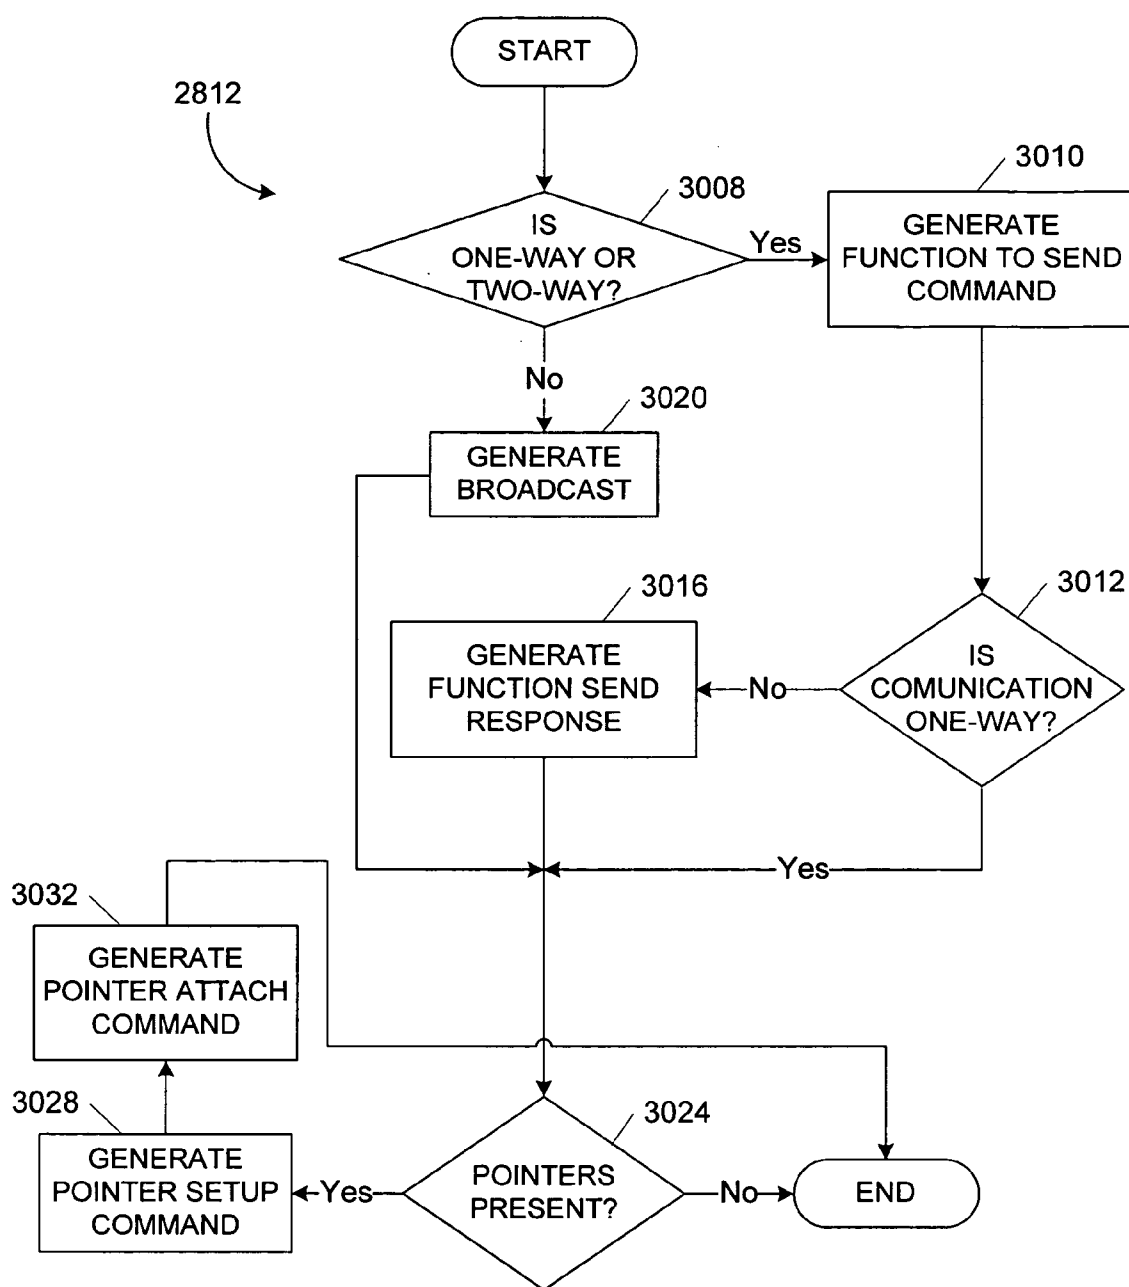 START
2812
3008
IS
ONE-WAY OR
TWO-WAY?
Yes
3010
GENERATE
FUNCTION TO SEND
COMMAND
No
3020
GENERATE
BROADCAST
3016
GENERATE
FUNCTION SEND
RESPONSE
No
3012
IS
COMUNICATION
ONE-WAY?
Yes
3032
GENERATE
POINTER ATTACH
COMMAND
3028
GENERATE
POINTER SETUP
COMMAND
Yes
3024
POINTERS
PRESENT?
No
END